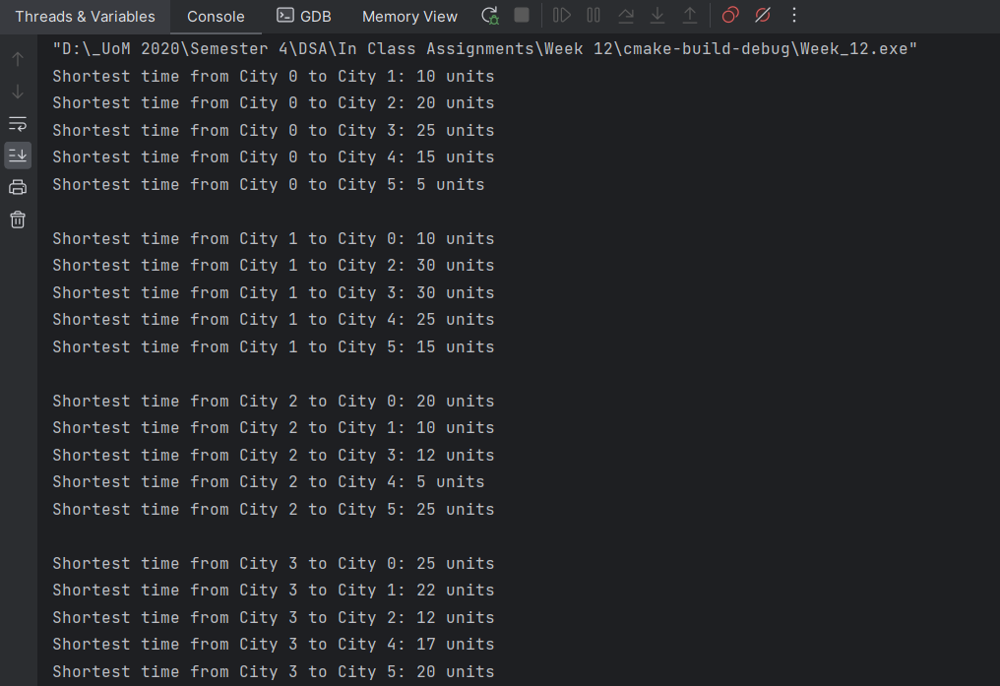 Threads & Variables Console GDB Memory View
"D:\_UoM 2020\Semester 4\DSA\In Class Assignments\Week 12\cmake-build-debug\Week_12.exe"
Shortest time from City 0 to City 1: 10 units
Shortest time from City 0 to City 2: 20 units
Shortest time from City 0 to City 3: 25 units
Shortest time from City 0 to City 4: 15 units
Shortest time from City 0 to City 5: 5 units
Shortest time from City 1 to City 0: 10 units
Shortest time from City 1 to City 2: 30 units
Shortest time from City 1 to City 3: 30 units
Shortest time from City 1 to City 4: 25 units
Shortest time from City 1 to City 5: 15 units
Shortest time from City 2 to City 0: 20 units
Shortest time from City 2 to City 1: 10 units
Shortest time from City 2 to City 3: 12 units
Shortest time from City 2 to City 4: 5 units
Shortest time from City 2 to City 5: 25 units
Shortest time from City 3 to City 0: 25 units
Shortest time from City 3 to City 1: 22 units
Shortest time from City 3 to City 2: 12 units
Shortest time from City 3 to City 4: 17 units
Shortest time from City 3 to City 5: 20 units